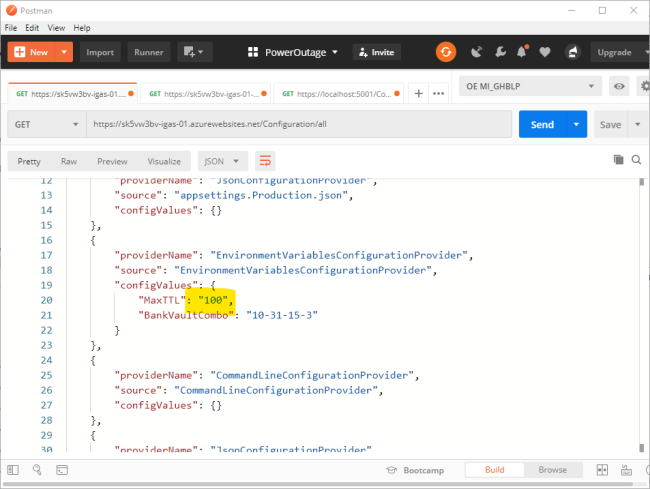 Postman
File Edit View Help
New Import Runner PowerOutage Invite Upgrade
GET https://sk5vw3bv-igas-01.... GET https://sk5vw3bv-igas-01-... GET https://localhost:5001/Co... + ••• OE MI_GHBLP
GET https://sk5vw3bv-igas-01.azurewebsites.net/Configuration/all Send Save
Pretty Raw Preview Visualize JSON
12 "providerName": "JsonConfigurationProvider",
13 "source": "appsettings.Production.json",
14 "configValues": {}
15 },
16 {
17 "providerName": "EnvironmentVariablesConfigurationProvider",
18 "source": "EnvironmentVariablesConfigurationProvider",
19 "configValues": {
20 "MaxTTL": "100",
21 "BankVaultCombo": "10-31-15-3"
22 }
23 },
24 {
25 "providerName": "CommandLineConfigurationProvider",
26 "source": "CommandLineConfigurationProvider",
27 "configValues": {}
28 },
29 {
30 "providerName": "JsonConfigurationProvider"
Bootcamp Build Browse